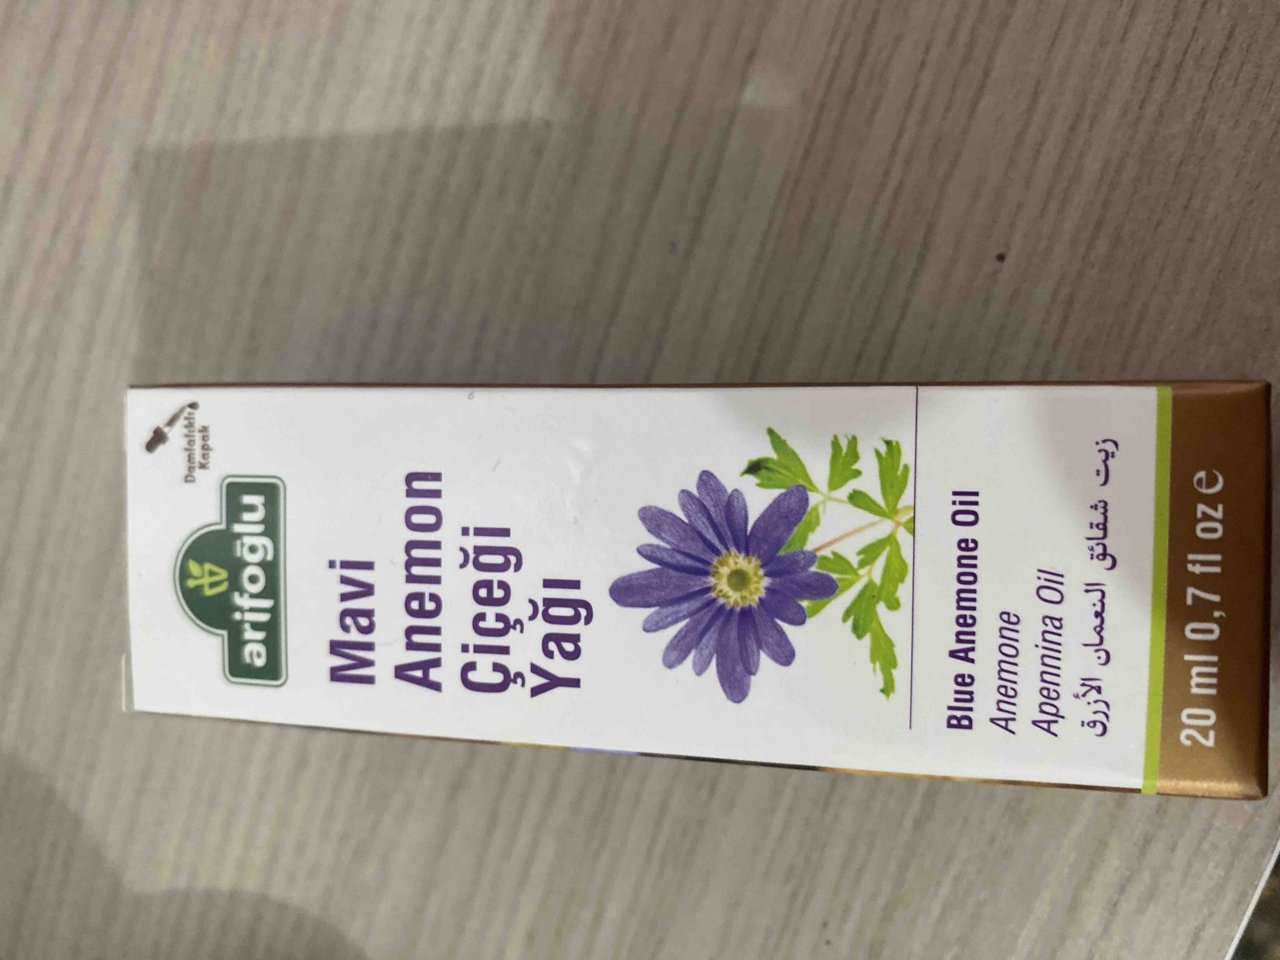 Damlalıklı
Kapak
arifoğlu
Mavi
Anemon
Çiçeği
Yağı
Blue Anemone Oil
Anemone
Apennina Oil
زيت شقائق النعمان الأزرق
20 ml 0,7 fl oz e